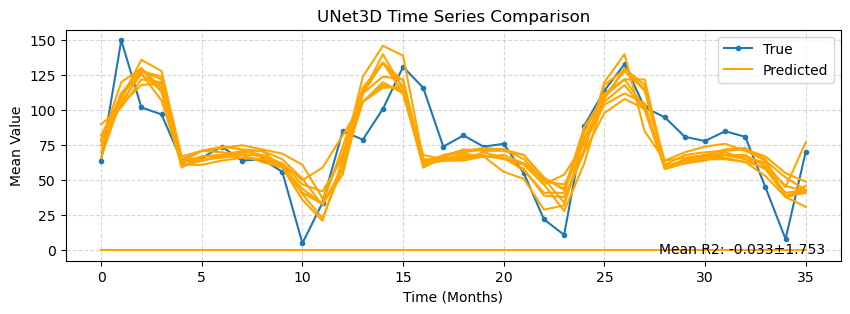 UNet3D Time Series Comparison
Mean Value
150
125
100
75
50
25
0
True
Predicted
Mean R2: -0.033±1.753
0
5
10
15
20
25
30
35
Time (Months)